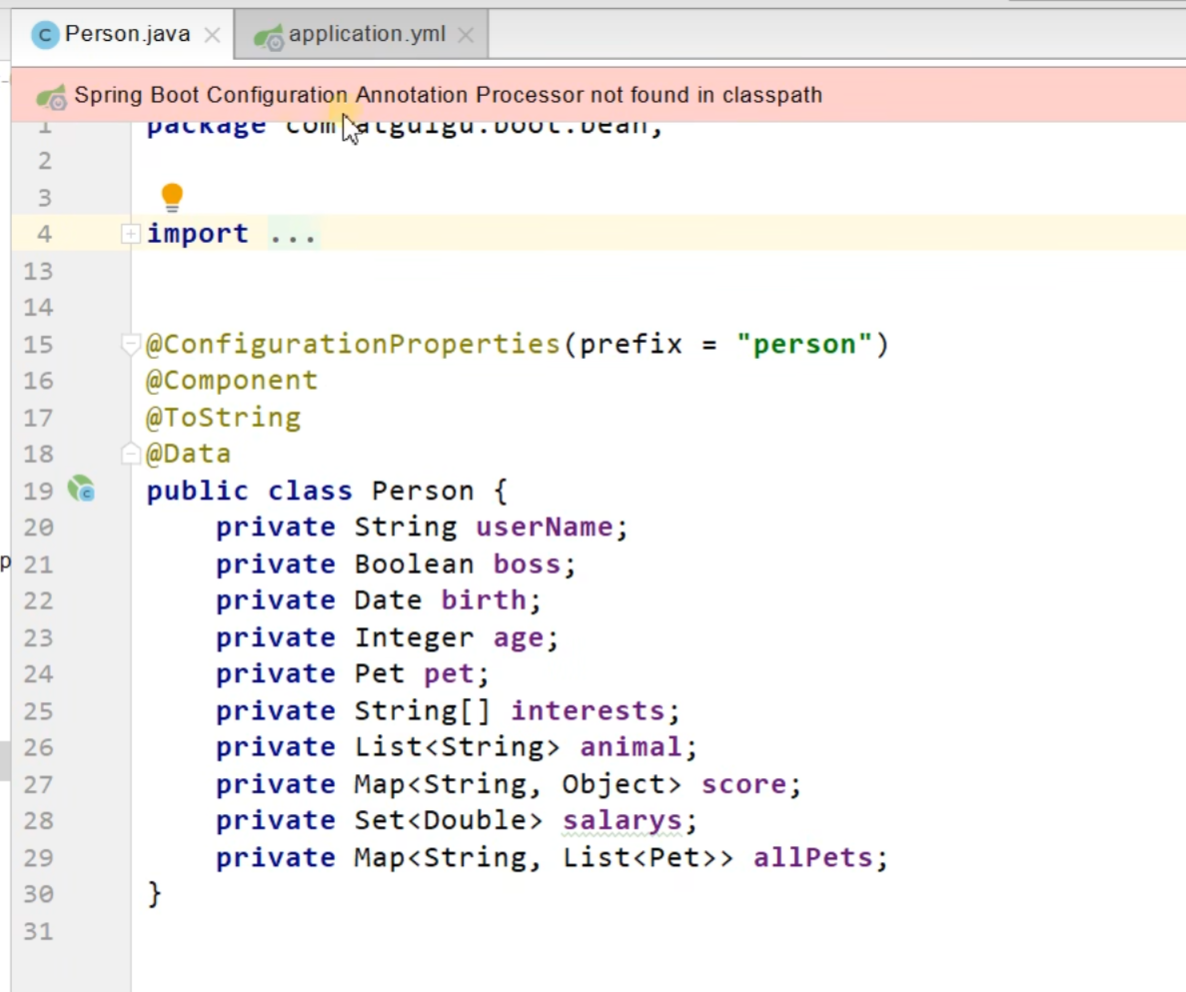 Person.java
application.yml
Spring Boot Configuration Annotation Processor not found in classpath
1 package com.atguigu.boot.bean;
2
3
4 import ...
13
14
15 @ConfigurationProperties(prefix = "person")
16 @Component
17 @ToString
18 @Data
19 public class Person {
20 private String userName;
21 private Boolean boss;
22 private Date birth;
23 private Integer age;
24 private Pet pet;
25 private String[] interests;
26 private List<String> animal;
27 private Map<String, Object> score;
28 private Set<Double> salarys;
29 private Map<String, List<Pet>> allPets;
30 }
31